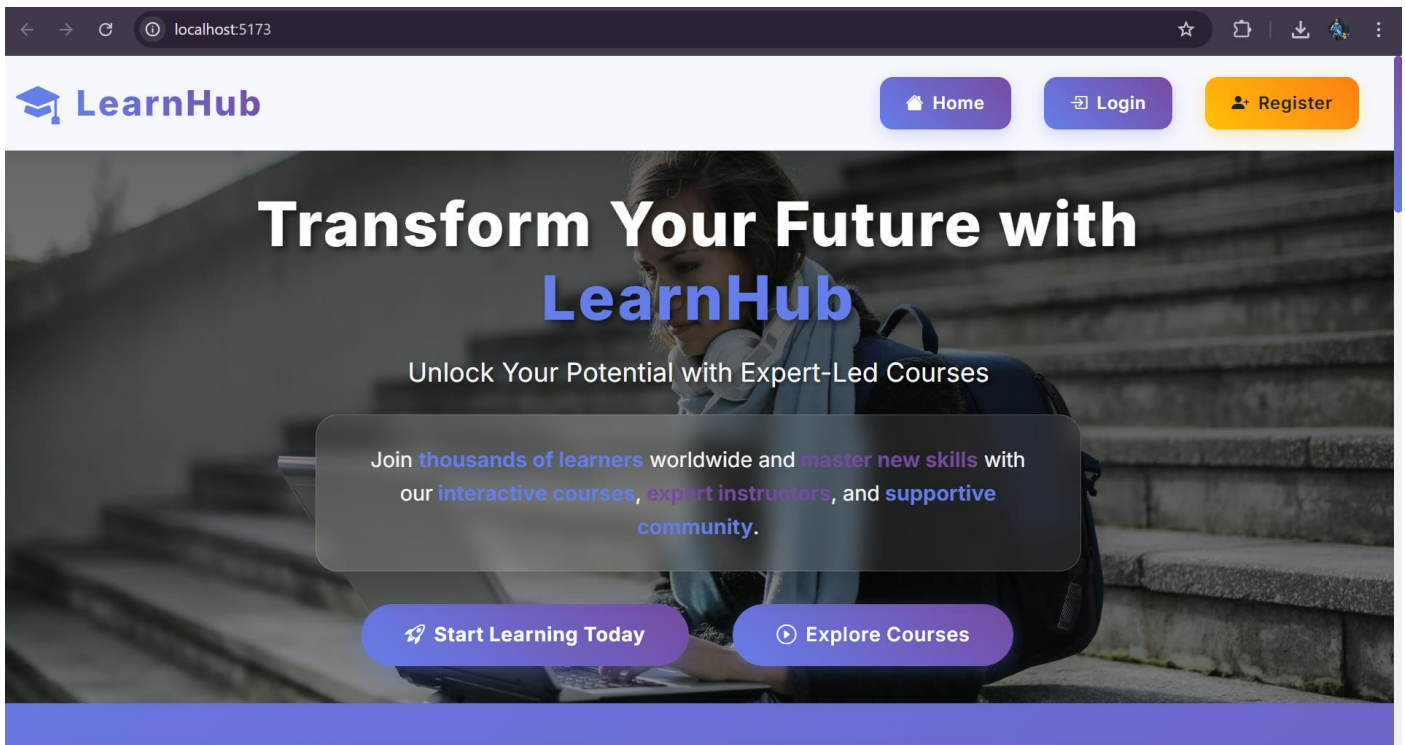 localhost:5173
LearnHub
Home
Login
Register
Transform Your Future with
LearnHub
Unlock Your Potential with Expert-Led Courses
Join thousands of learners worldwide and master new skills with
our interactive courses, expert instructors, and supportive
community.
Start Learning Today
Explore Courses